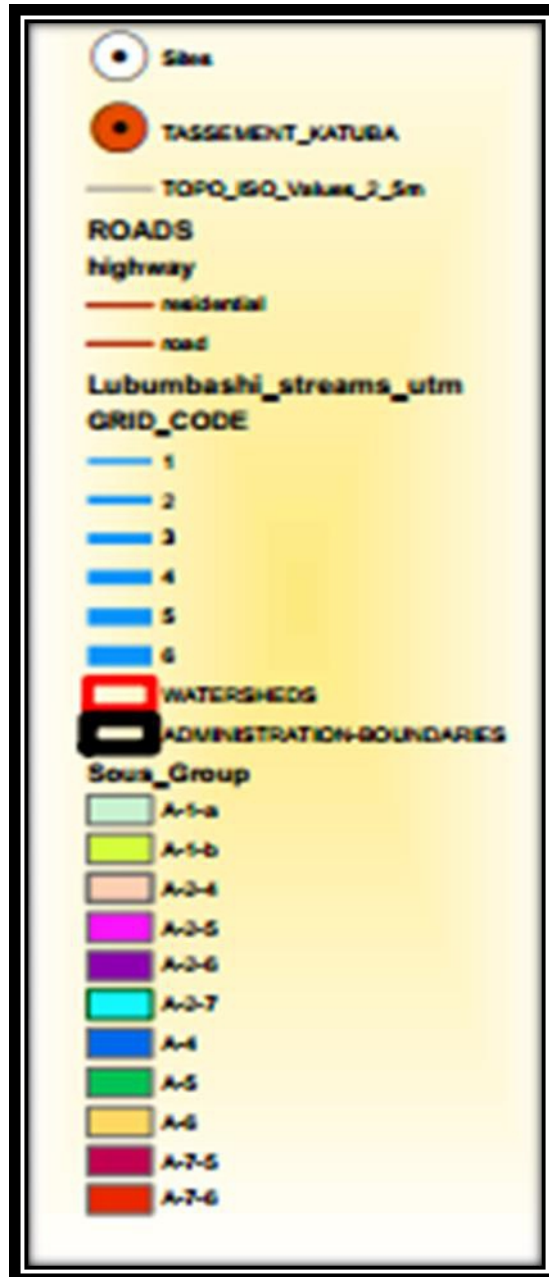 Sites
TASSEMENT_KATUBA
TOPO_ISO_Values_2_5m
ROADS
highway
residential
road
Lubumbashi_streams_utm
GRID_CODE
1
2
3
4
5
6
WATERSHEDS
ADMINISTRATION-BOUNDARIES
Sous_Group
A-1-a
A-1-b
A-2-4
A-2-5
A-2-6
A-2-7
A-4
A-5
A-6
A-7-5
A-7-6